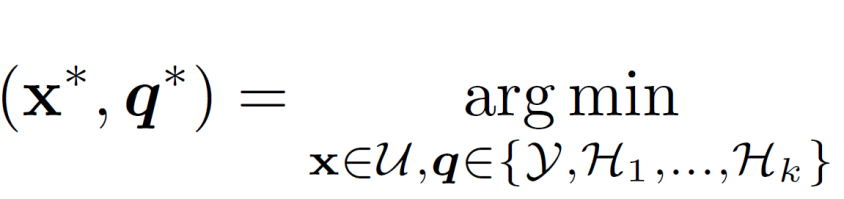 (𝐱*, 𝒒*) = arg min
𝐱∈𝒰,𝒒∈{𝒴,ℋ₁,...,ℋₖ}